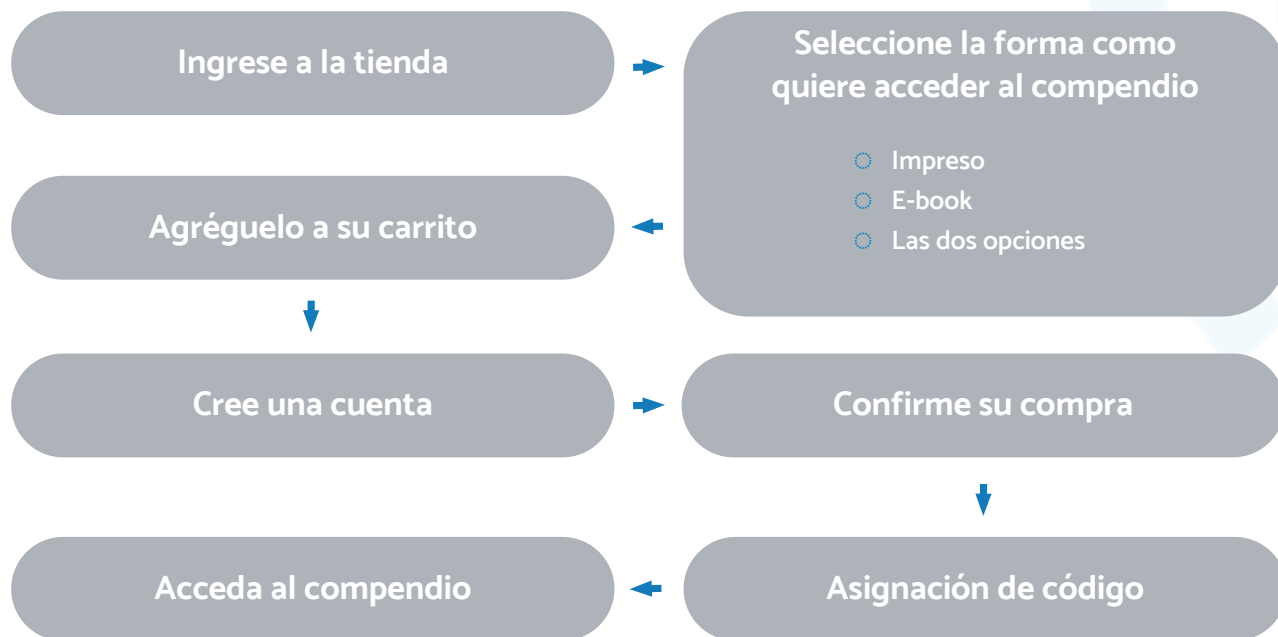 Ingrese a la tienda
Seleccione la forma como
quiere acceder al compendio
Impreso
E-book
Las dos opciones
Agréguelo a su carrito
Cree una cuenta
Confirme su compra
Asignación de código
Acceda al compendio